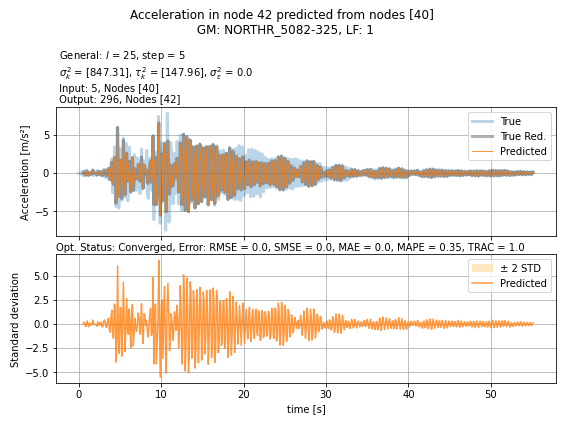 Acceleration in node 42 predicted from nodes [40]
GM: NORTHR_5082-325, LF: 1
General: l = 25, step = 5
σ²ₖ = [847.31], τ²ₖ = [147.96], σ²ε = 0.0
Input: 5, Nodes [40]
Output: 296, Nodes [42]
Acceleration [m/s²]
5
0
−5
True
True Red.
Predicted
Opt. Status: Converged, Error: RMSE = 0.0, SMSE = 0.0, MAE = 0.0, MAPE = 0.35, TRAC = 1.0
Standard deviation
5.0
2.5
0.0
−2.5
−5.0
± 2 STD
Predicted
0 10 20 30 40 50
time [s]